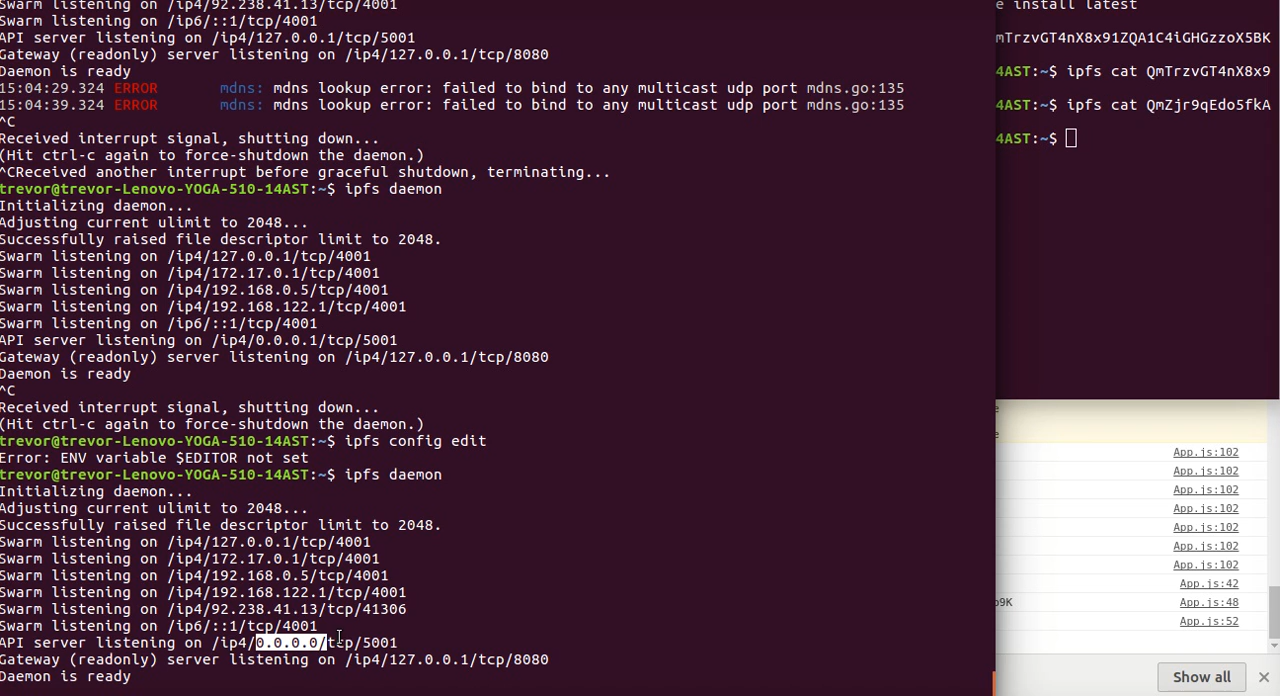 Swarm listening on /ip4/92.238.41.13/tcp/4001
Swarm listening on /ip6/::1/tcp/4001
API server listening on /ip4/127.0.0.1/tcp/5001
Gateway (readonly) server listening on /ip4/127.0.0.1/tcp/8080
Daemon is ready
15:04:29.324 ERROR mdns: mdns lookup error: failed to bind to any multicast udp port mdns.go:135
15:04:39.324 ERROR mdns: mdns lookup error: failed to bind to any multicast udp port mdns.go:135
^C
Received interrupt signal, shutting down...
(Hit ctrl-c again to force-shutdown the daemon.)
^CReceived another interrupt before graceful shutdown, terminating...
trevor@trevor-Lenovo-YOGA-510-14AST:~$ ipfs daemon
Initializing daemon...
Adjusting current ulimit to 2048...
Successfully raised file descriptor limit to 2048.
Swarm listening on /ip4/127.0.0.1/tcp/4001
Swarm listening on /ip4/172.17.0.1/tcp/4001
Swarm listening on /ip4/192.168.0.5/tcp/4001
Swarm listening on /ip4/192.168.122.1/tcp/4001
Swarm listening on /ip6/::1/tcp/4001
API server listening on /ip4/0.0.0.1/tcp/5001
Gateway (readonly) server listening on /ip4/127.0.0.1/tcp/8080
Daemon is ready
^C
Received interrupt signal, shutting down...
(Hit ctrl-c again to force-shutdown the daemon.)
trevor@trevor-Lenovo-YOGA-510-14AST:~$ ipfs config edit
Error: ENV variable $EDITOR not set
trevor@trevor-Lenovo-YOGA-510-14AST:~$ ipfs daemon
Initializing daemon...
Adjusting current ulimit to 2048...
Successfully raised file descriptor limit to 2048.
Swarm listening on /ip4/127.0.0.1/tcp/4001
Swarm listening on /ip4/172.17.0.1/tcp/4001
Swarm listening on /ip4/192.168.0.5/tcp/4001
Swarm listening on /ip4/192.168.122.1/tcp/4001
Swarm listening on /ip4/92.238.41.13/tcp/41306
Swarm listening on /ip6/::1/tcp/4001
API server listening on /ip4/0.0.0.0/tcp/5001
Gateway (readonly) server listening on /ip4/127.0.0.1/tcp/8080
Daemon is ready
e install latest
mTrzvGT4nX8x91ZQA1C4iGHGzzoX5BK
4AST:~$ ipfs cat QmTrzvGT4nX8x9
4AST:~$ ipfs cat QmZjr9qEdo5fkA
4AST:~$
e
e
App.js:102
App.js:102
App.js:102
App.js:102
App.js:102
App.js:102
App.js:102
App.js:42
o9K App.js:48
App.js:52
Show all